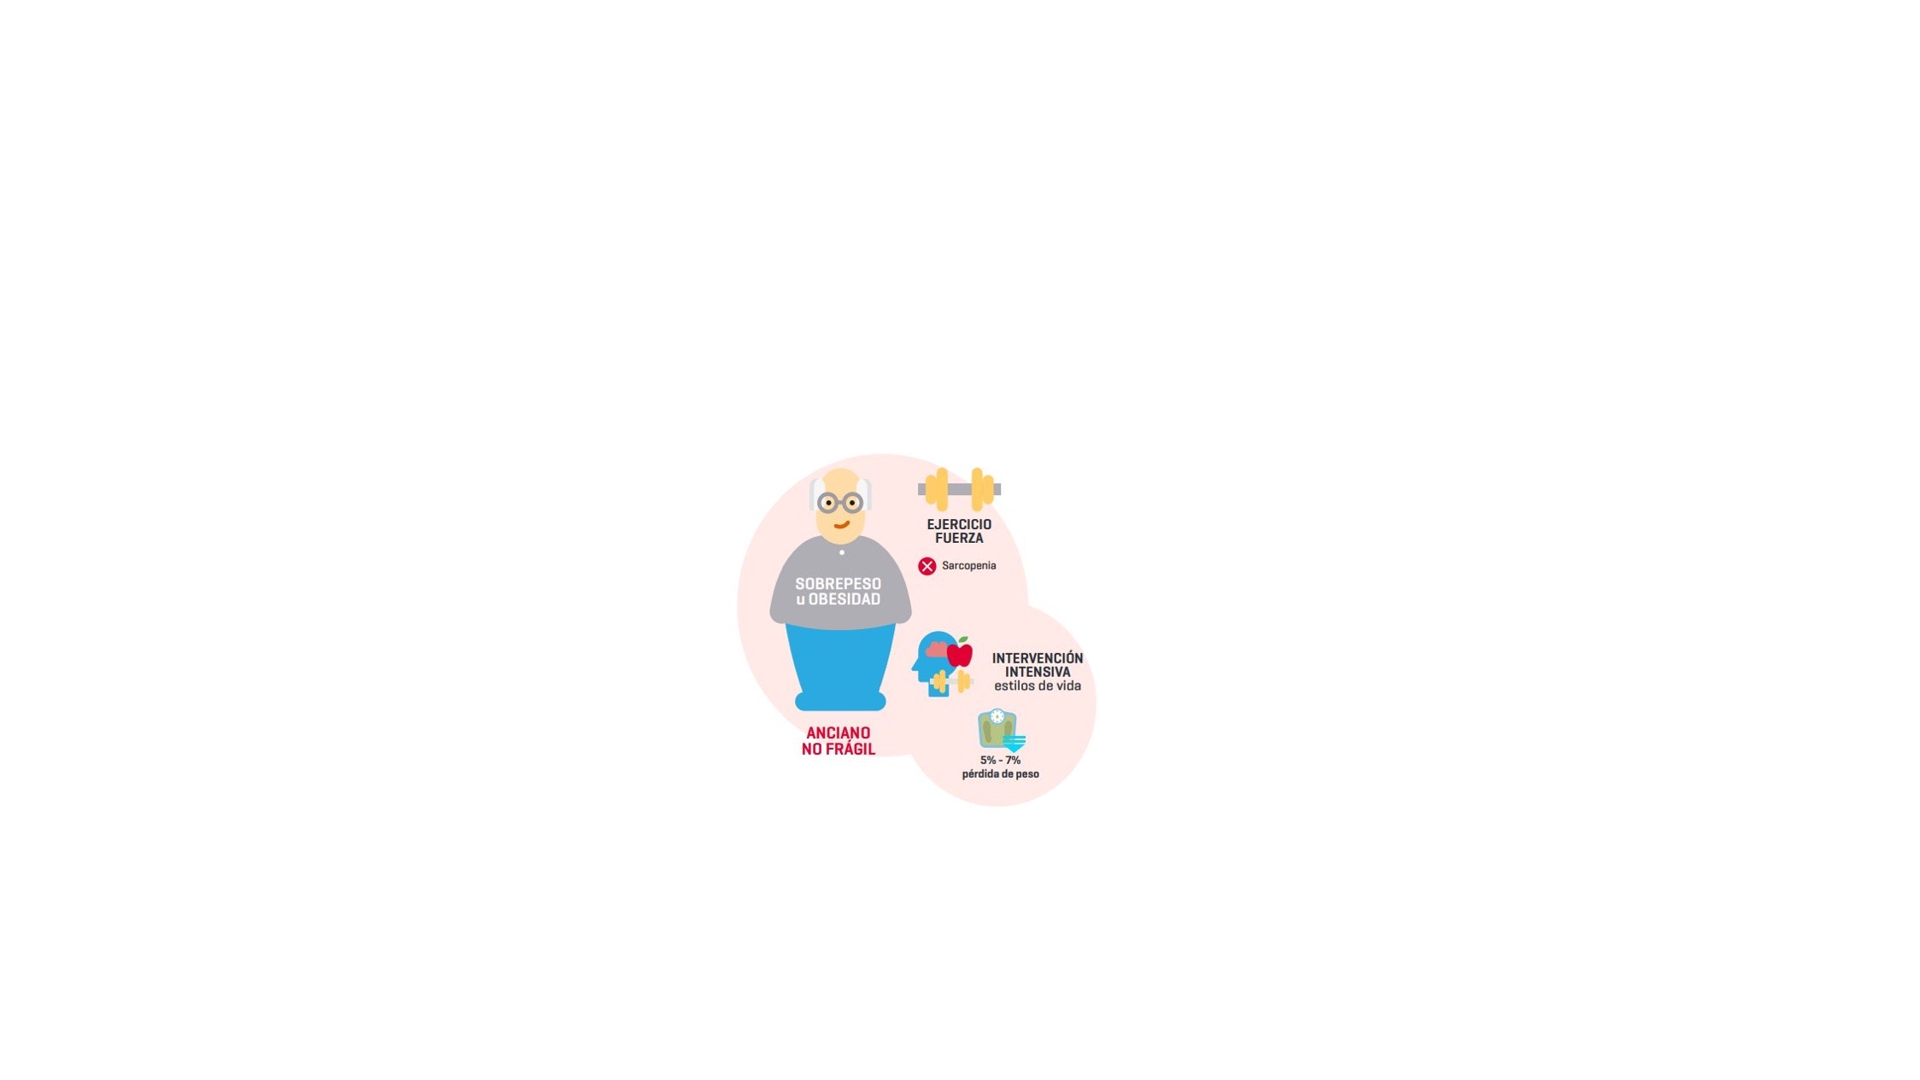 EJERCICIO
FUERZA
Sarcopenia
SOBREPESO
u OBESIDAD
INTERVENCIÓN
INTENSIVA
estilos de vida
ANCIANO
NO FRÁGIL
5% - 7%
pérdida de peso